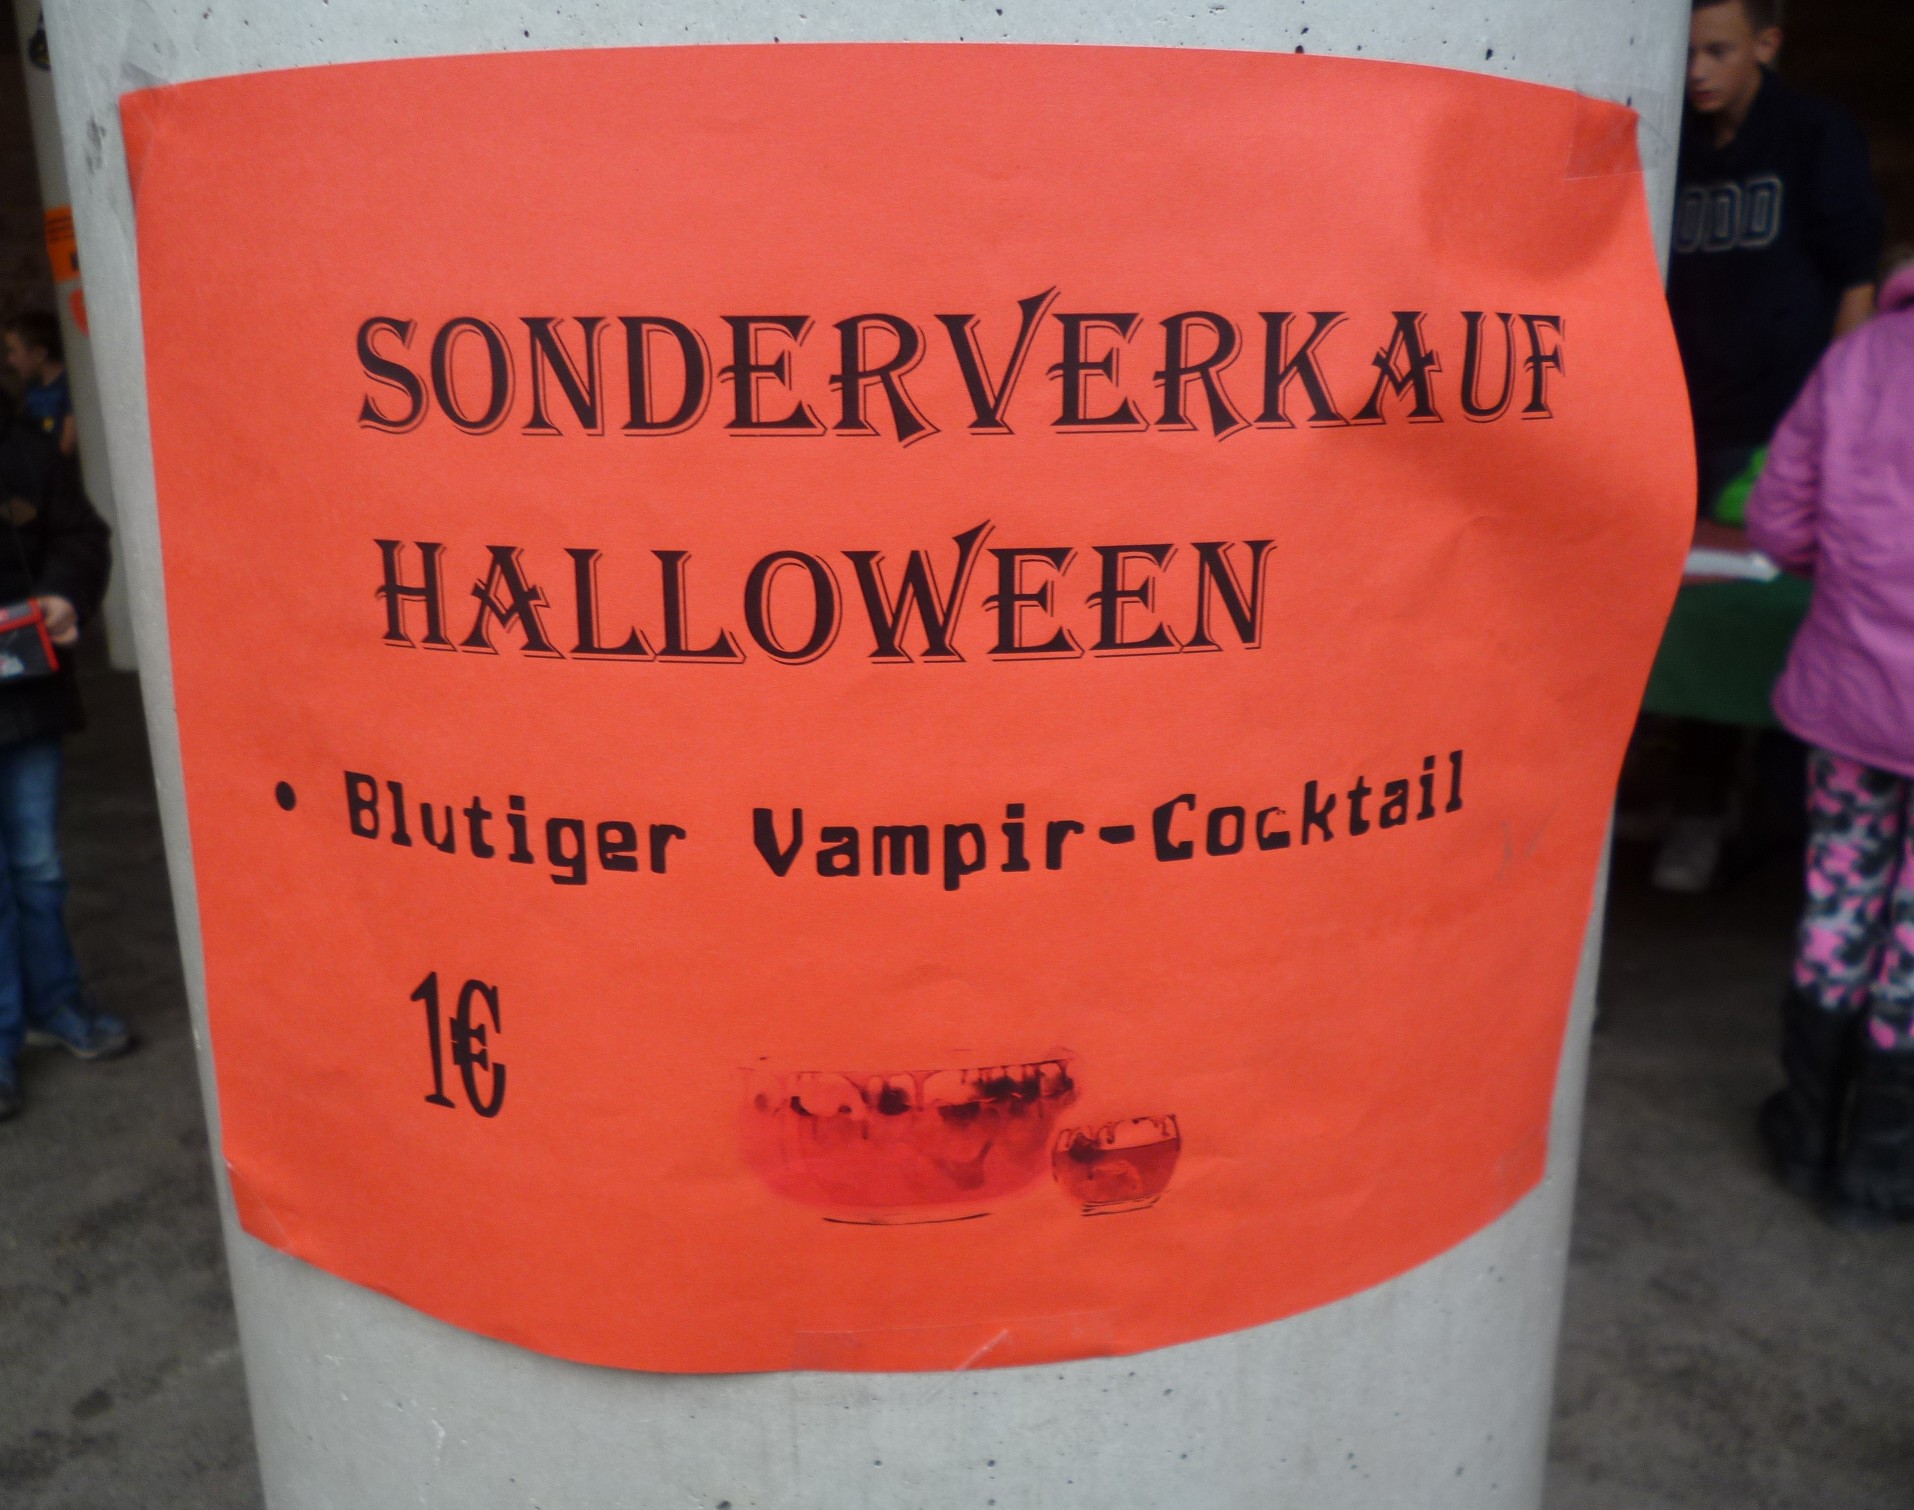 SONDERVERKAUF
HALLOWEEN
• Blutiger Vampir-Cocktail
1€